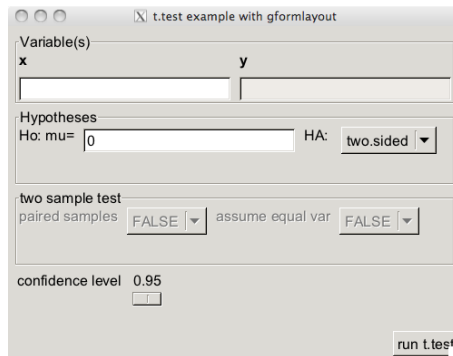 t.test example with gformlayout
Variable(s)
x y
Hypotheses
Ho: mu= 0 HA: two.sided
two sample test
paired samples FALSE assume equal var FALSE
confidence level 0.95
run t.test